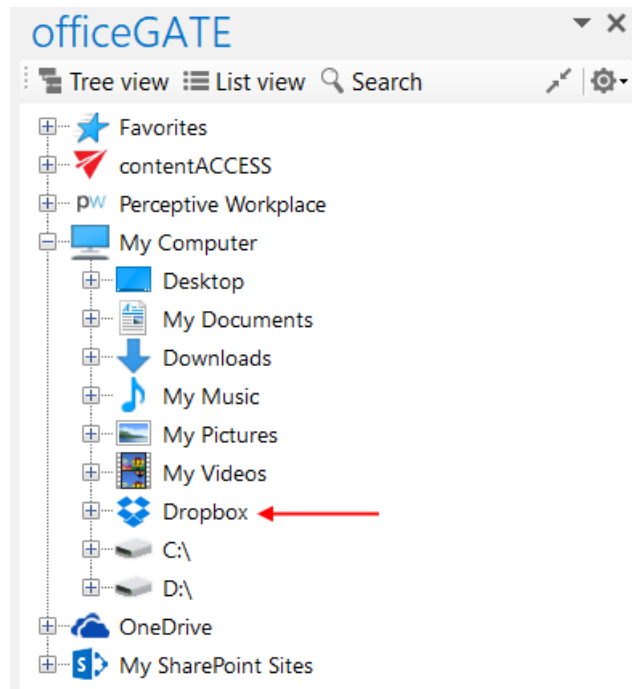 officeGATE
Tree view List view Search
Favorites
contentACCESS
pw Perceptive Workplace
My Computer
Desktop
My Documents
Downloads
My Music
My Pictures
My Videos
Dropbox
C:\
D:\
OneDrive
S My SharePoint Sites